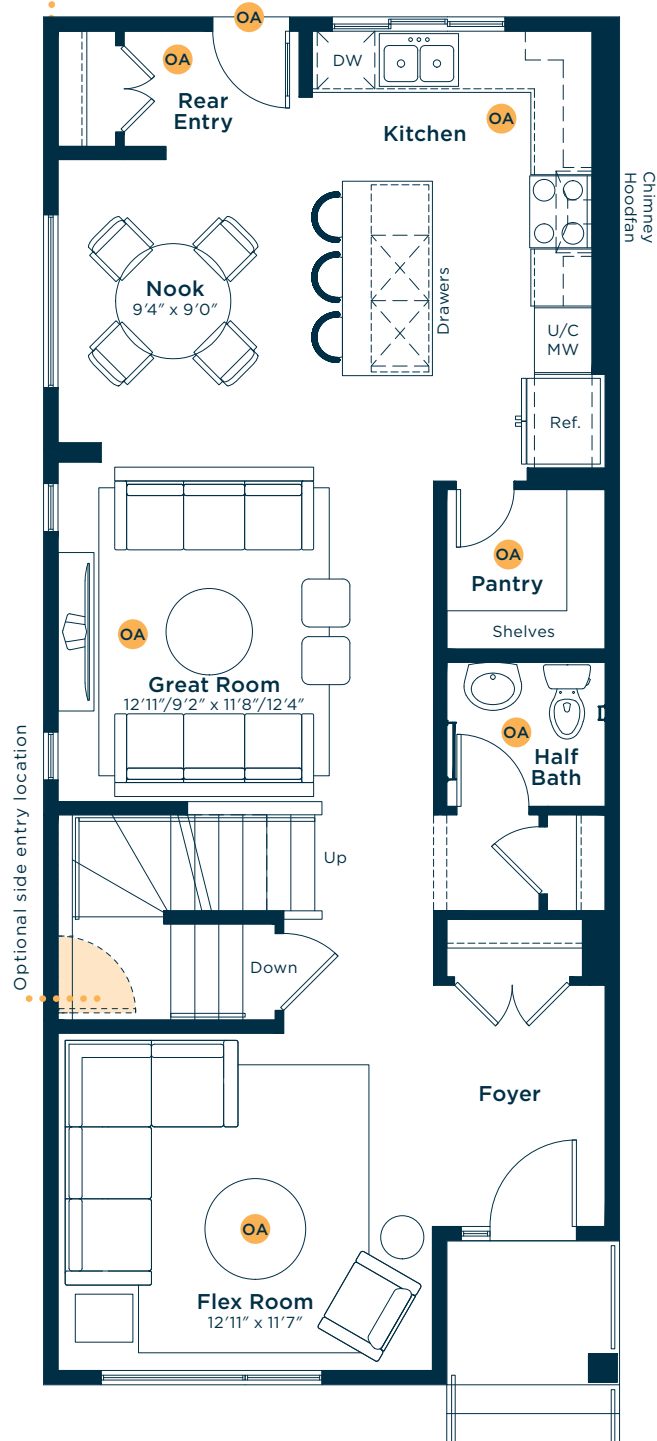 OA
OA
Rear
Entry
DW
OA
Kitchen
Chimney
Hoodfan
Nook
9'4" x 9'0"
Drawers
U/C
MW
Ref.
OA
Pantry
Shelves
OA
Great Room
12'11"/9'2" x 11'8"/12'4"
OA
Half
Bath
Optional side entry location
Up
Down
Foyer
OA
Flex Room
12'11" x 11'7"